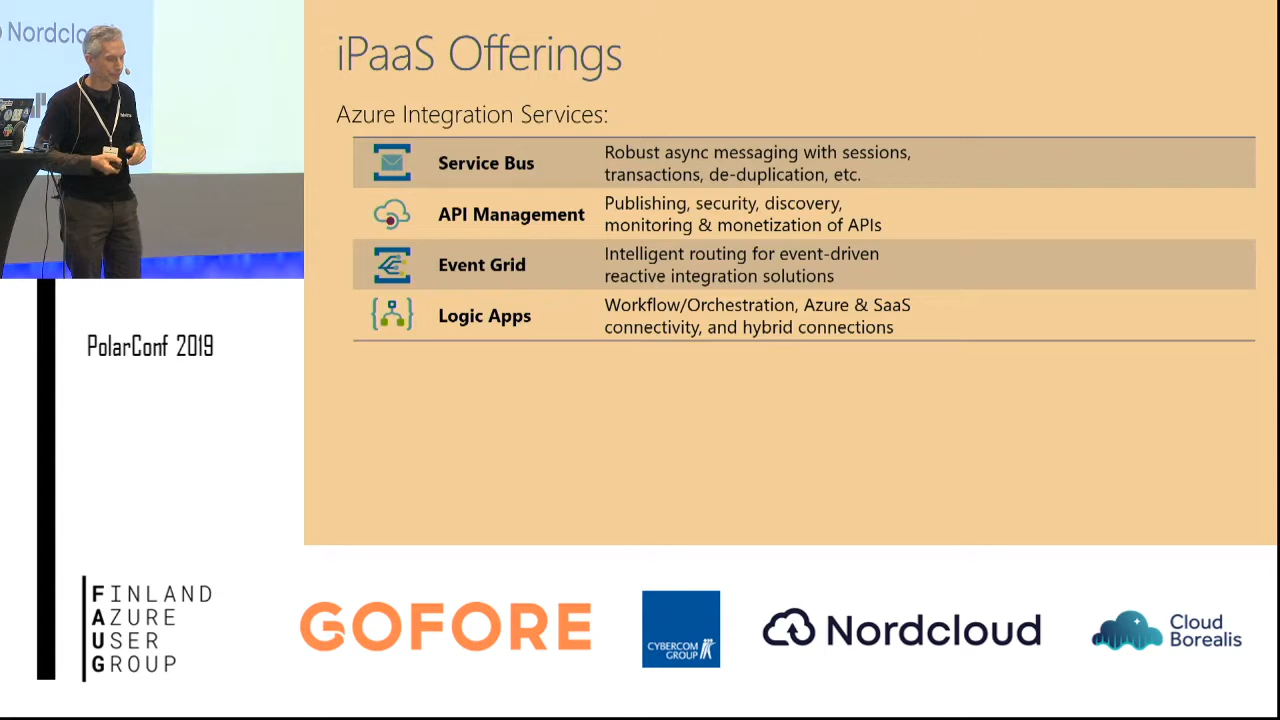 Nordclo
iPaaS Offerings
Azure Integration Services:
Service Bus
Robust async messaging with sessions,
transactions, de-duplication, etc.
API Management
Publishing, security, discovery,
monitoring & monetization of APIs
Event Grid
Intelligent routing for event-driven
reactive integration solutions
Logic Apps
Workflow/Orchestration, Azure & SaaS
connectivity, and hybrid connections
PolarConf 2019
FINLAND
AZURE
USER
GROUP
GOFORE
CYBERCOM
GROUP
Nordcloud
Cloud
Borealis